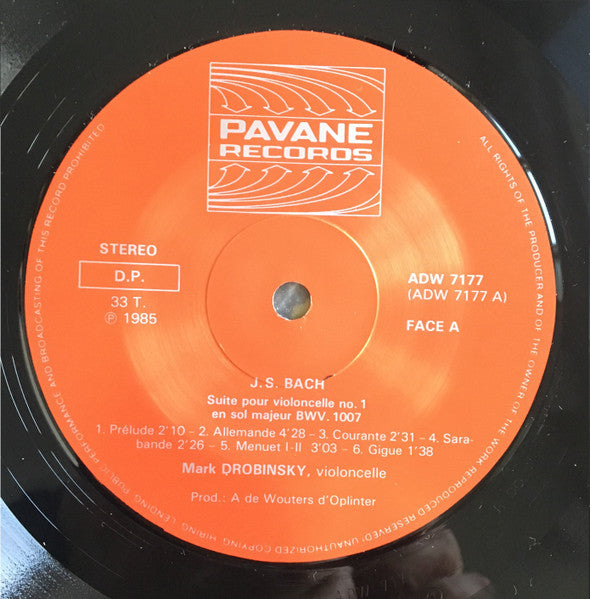 PAVANE
RECORDS
STEREO
D.P.
33 T.
℗ 1985
ADW 7177
(ADW 7177 A)
FACE A
J.S. BACH
Suite pour violoncelle no. 1
en sol majeur BWV. 1007
1. Prélude 2'10 - 2. Allemande 4'28 - 3. Courante 2'31 - 4. Sara-
bande 2'26 - 5. Menuet I-II 3'03 - 6. Gigue 1'38
Mark DROBINSKY, violoncelle
Prod.: A de Wouters d'Oplinter
ALL RIGHTS OF THE PRODUCER AND OF THE OWNER OF THE WORK REPRODUCED RESERVED! UNAUTHORIZED COPYING HIRING, LENDING, PUBLIC PERFORMANCE AND BROADCASTING OF THIS RECORD PROHIBITED